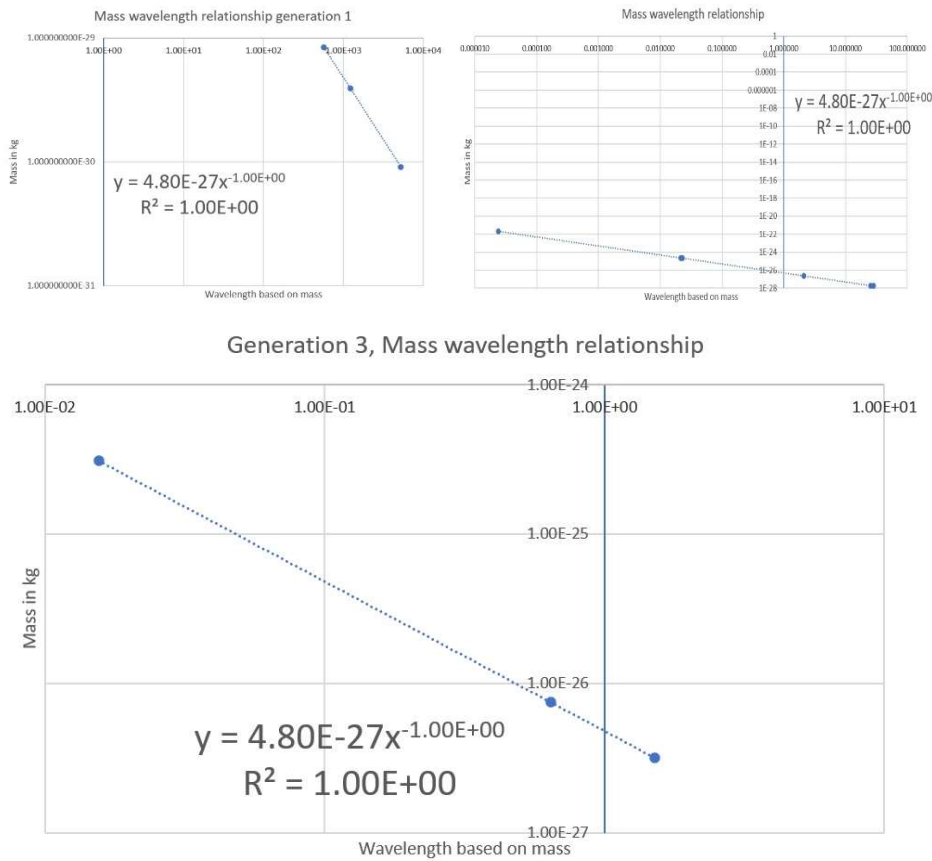 Mass wavelength relationship generation 1
1.0000000000E-29
1.00E+00 1.00E+01 1.00E+02 1.00E+03 1.00E+04
1.0000000000E-30
y = 4.80E-27x-1.00E+00
R² = 1.00E+00
1.0000000000E-31
Mass in kg
Wavelength based on mass
Mass wavelength relationship
1
0.000010 0.000100 0.001000 0.010000 0.100000 1.000000 10.000000 100.000000
0.01
0.0001
0.000001
1E-08
1E-10
1E-12
1E-14
1E-16
1E-18
1E-20
1E-22
1E-24
1E-26
1E-28
y = 4.80E-27x-1.00E+00
R² = 1.00E+00
Mass in kg
Wavelength based on mass
Generation 3, Mass wavelength relationship
1.00E-24
1.00E-02 1.00E-01 1.00E+00 1.00E+01
1.00E-25
1.00E-26
1.00E-27
y = 4.80E-27x-1.00E+00
R² = 1.00E+00
Mass in kg
Wavelength based on mass